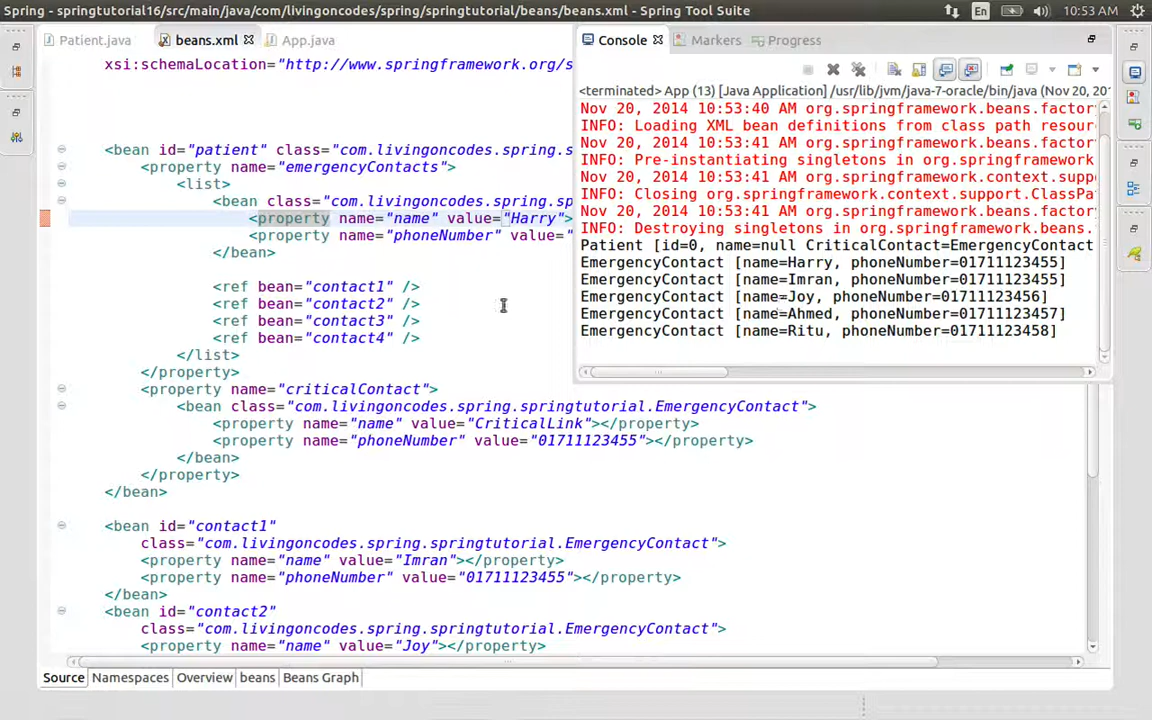 Spring - springtutorial16/src/main/java/com/livingoncodes/spring/springtutorial/beans/beans.xml - Spring Tool Suite
En
10:53 AM
Patient.java
beans.xml
App.java
xsi:schemaLocation="http://www.springframework.org/s
<bean id="patient" class="com.livingoncodes.spring.s
<property name="emergencyContacts">
<list>
<bean class="com.livingoncodes.spring.sp
<property name="name" value="Harry">
<property name="phoneNumber" value="
</bean>
<ref bean="contact1" />
<ref bean="contact2" />
<ref bean="contact3" />
<ref bean="contact4" />
</list>
</property>
<property name="criticalContact">
<bean class="com.livingoncodes.spring.springtutorial.EmergencyContact">
<property name="name" value="CriticalLink"></property>
<property name="phoneNumber" value="01711123455"></property>
</bean>
</property>
</bean>
<bean id="contact1"
class="com.livingoncodes.spring.springtutorial.EmergencyContact">
<property name="name" value="Imran"></property>
<property name="phoneNumber" value="01711123455"></property>
</bean>
<bean id="contact2"
class="com.livingoncodes.spring.springtutorial.EmergencyContact">
<property name="name" value="Joy"></property>
Source
Namespaces
Overview
beans
Beans Graph
Console
Markers
Progress
<terminated> App (13) [Java Application] /usr/lib/jvm/java-7-oracle/bin/java (Nov 20, 201
Nov 20, 2014 10:53:40 AM org.springframework.beans.factor
INFO: Loading XML bean definitions from class path resour
Nov 20, 2014 10:53:41 AM org.springframework.beans.factor
INFO: Pre-instantiating singletons in org.springframework
Nov 20, 2014 10:53:41 AM org.springframework.context.supp
INFO: Closing org.springframework.context.support.ClassPa
Nov 20, 2014 10:53:41 AM org.springframework.beans.factor
INFO: Destroying singletons in org.springframework.beans.
Patient [id=0, name=null CriticalContact=EmergencyContact
EmergencyContact [name=Harry, phoneNumber=01711123455]
EmergencyContact [name=Imran, phoneNumber=01711123455]
EmergencyContact [name=Joy, phoneNumber=01711123456]
EmergencyContact [name=Ahmed, phoneNumber=01711123457]
EmergencyContact [name=Ritu, phoneNumber=01711123458]